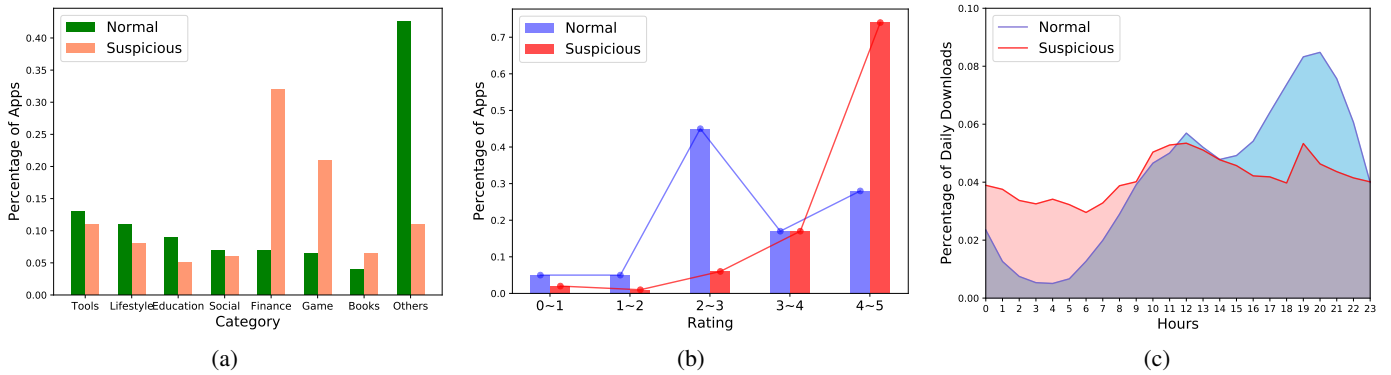 Normal
Suspicious
Percentage of Apps
0.40
0.35
0.30
0.25
0.20
0.15
0.10
0.05
0.00
Tools Lifestyle Education Social Finance Game Books Others
Category
(a)
Normal
Suspicious
Percentage of Apps
0.7
0.6
0.5
0.4
0.3
0.2
0.1
0.0
0~1 1~2 2~3 3~4 4~5
Rating
(b)
Normal
Suspicious
Percentage of Daily Downloads
0.10
0.08
0.06
0.04
0.02
0.00
0 1 2 3 4 5 6 7 8 9 10 11 12 13 14 15 16 17 18 19 20 21 22 23
Hours
(c)